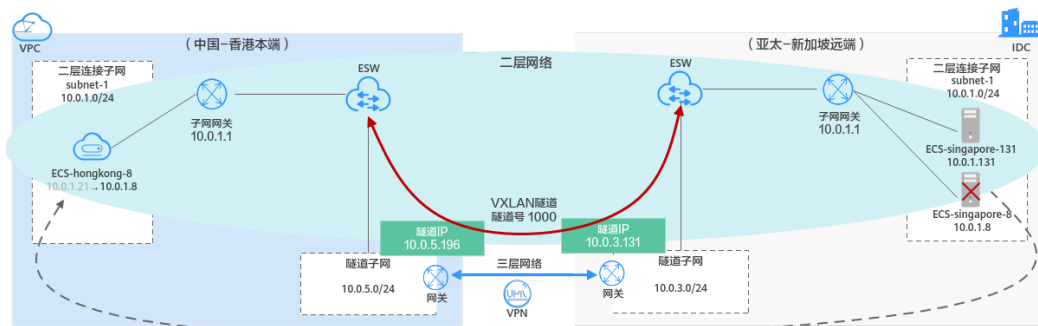 VPC
（中国-香港本端）
（亚太-新加坡远端）
IDC
二层连接子网
subnet-1
10.0.1.0/24
ESW
二层网络
ESW
二层连接子网
subnet-1
10.0.1.0/24
子网网关
10.0.1.1
子网网关
10.0.1.1
ECS-hongkong-8
10.0.1.21→10.0.1.8
ECS-singapore-131
10.0.1.131
ECS-singapore-8
10.0.1.8
VXLAN隧道
隧道号 1000
隧道IP
10.0.5.196
隧道IP
10.0.3.131
隧道子网
10.0.5.0/24
网关
三层网络
VPN
网关
隧道子网
10.0.3.0/24